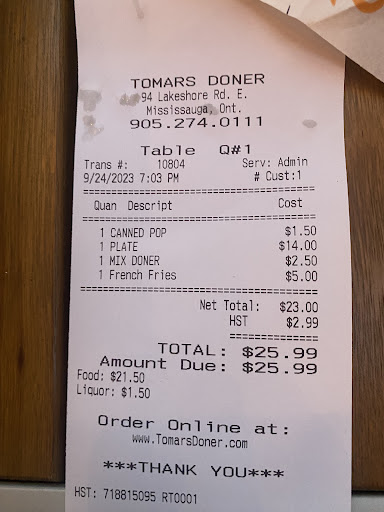 TOMARS DONER
94 Lakeshore Rd. E.
Mississauga, Ont.
905.274.0111
Table Q#1
Trans #: 10804 Serv: Admin
9/24/2023 7:03 PM # Cust:1
Quan Descript Cost
1 CANNED POP $1.50
1 PLATE $14.00
1 MIX DONER $2.50
1 French Fries $5.00
Net Total: $23.00
HST $2.99
TOTAL: $25.99
Amount Due: $25.99
Food: $21.50
Liquor: $1.50
Order Online at:
www.TomarsDoner.com
***THANK YOU***
HST: 718815095 RT0001